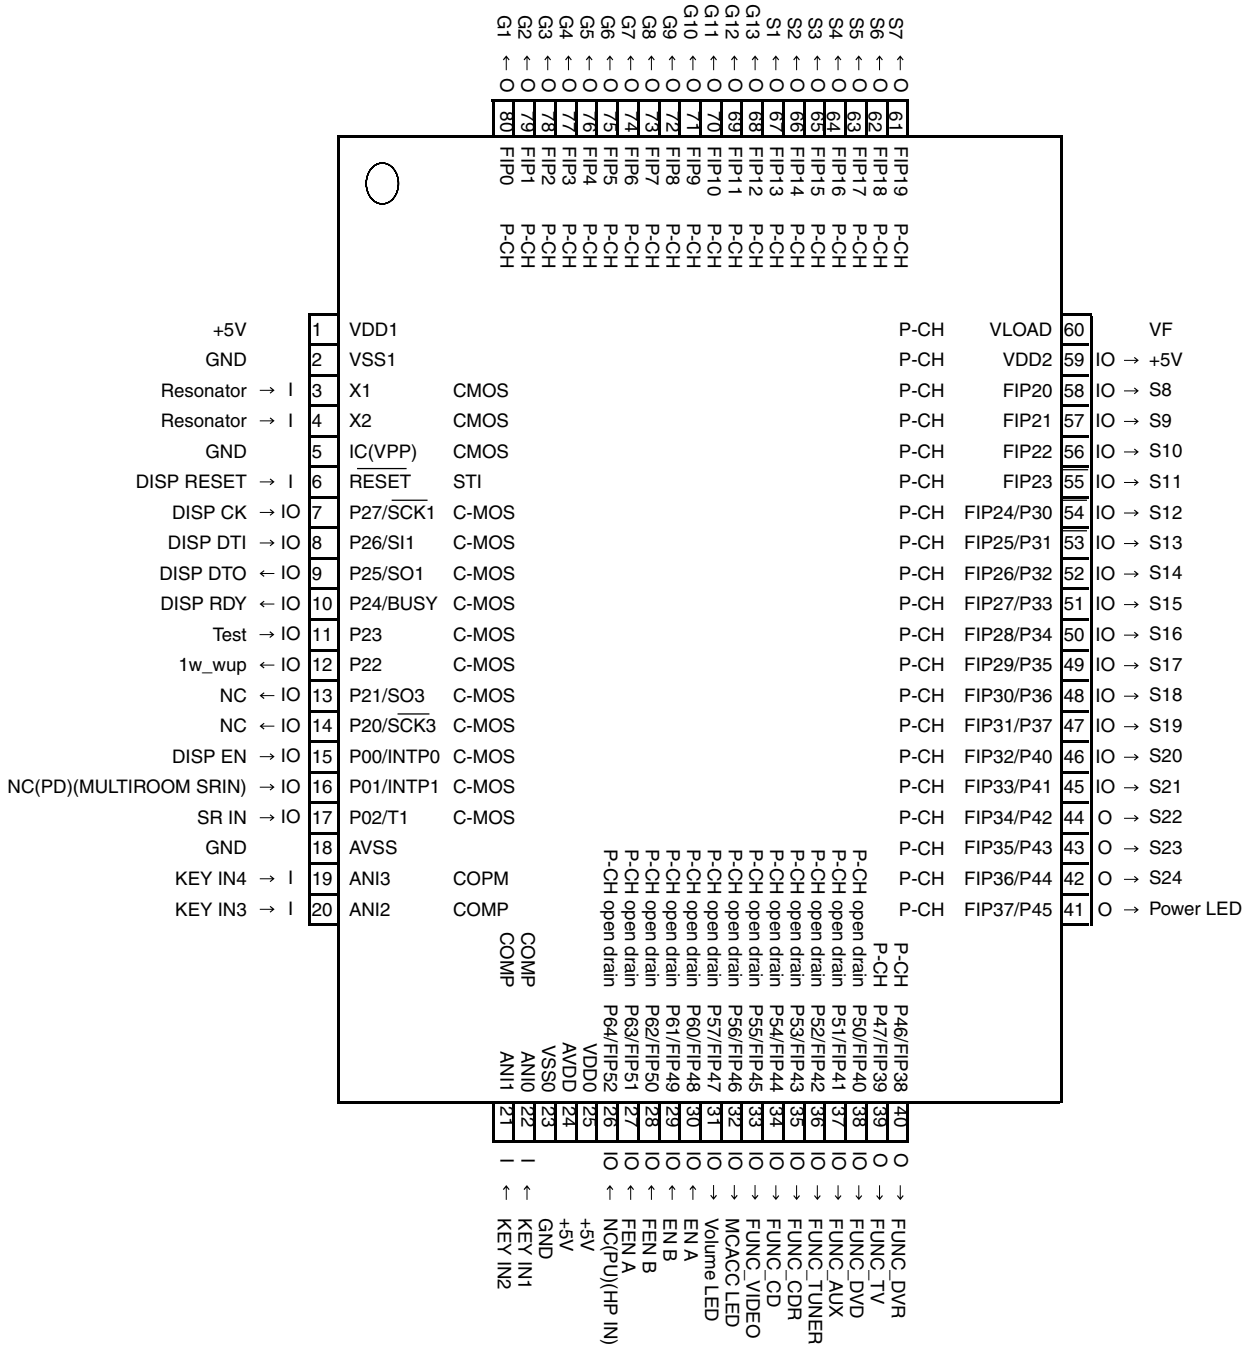 G1 ← O 80 FIP0 P-CH
G2 ← O 79 FIP1 P-CH
G3 ← O 78 FIP2 P-CH
G4 ← O 77 FIP3 P-CH
G5 ← O 76 FIP4 P-CH
G6 ← O 75 FIP5 P-CH
G7 ← O 74 FIP6 P-CH
G8 ← O 73 FIP7 P-CH
G9 ← O 72 FIP8 P-CH
G10 ← O 71 FIP9 P-CH
G11 ← O 70 FIP10 P-CH
G12 ← O 69 FIP11 P-CH
G13 ← O 68 FIP12 P-CH
S1 ← O 67 FIP13 P-CH
S2 ← O 66 FIP14 P-CH
S3 ← O 65 FIP15 P-CH
S4 ← O 64 FIP16 P-CH
S5 ← O 63 FIP17 P-CH
S6 ← O 62 FIP18 P-CH
S7 ← O 61 FIP19 P-CH
+5V 1 VDD1
GND 2 VSS1
Resonator → I 3 X1 CMOS
Resonator → I 4 X2 CMOS
GND 5 IC(VPP) CMOS
DISP RESET → I 6 RESET STI
DISP CK → IO 7 P27/SCK1 C-MOS
DISP DTI → IO 8 P26/SI1 C-MOS
DISP DTO ← IO 9 P25/SO1 C-MOS
DISP RDY ← IO 10 P24/BUSY C-MOS
Test → IO 11 P23 C-MOS
1w_wup ← IO 12 P22 C-MOS
NC ← IO 13 P21/SO3 C-MOS
NC ← IO 14 P20/SCK3 C-MOS
DISP EN → IO 15 P00/INTP0 C-MOS
NC(PD)(MULTIROOM SRIN) → IO 16 P01/INTP1 C-MOS
SR IN → IO 17 P02/T1 C-MOS
GND 18 AVSS
KEY IN4 → I 19 ANI3 COPM
KEY IN3 → I 20 ANI2 COMP
P-CH VLOAD 60 VF
P-CH VDD2 59 IO → +5V
P-CH FIP20 58 IO → S8
P-CH FIP21 57 IO → S9
P-CH FIP22 56 IO → S10
P-CH FIP23 55 IO → S11
P-CH FIP24/P30 54 IO → S12
P-CH FIP25/P31 53 IO → S13
P-CH FIP26/P32 52 IO → S14
P-CH FIP27/P33 51 IO → S15
P-CH FIP28/P34 50 IO → S16
P-CH FIP29/P35 49 IO → S17
P-CH FIP30/P36 48 IO → S18
P-CH FIP31/P37 47 IO → S19
P-CH FIP32/P40 46 IO → S20
P-CH FIP33/P41 45 IO → S21
P-CH FIP34/P42 44 O → S22
P-CH FIP35/P43 43 O → S23
P-CH FIP36/P44 42 O → S24
P-CH FIP37/P45 41 O → Power LED
COMP ANI1 21 I ← KEY IN2
COMP ANI0 22 I ← KEY IN1
VSS0 23 GND
AVDD 24 +5V
VDD0 25 +5V
P-CH open drain P64/FIP52 26 IO ← NC(PU)(HP IN)
P-CH open drain P63/FIP51 27 IO ← FEN A
P-CH open drain P62/FIP50 28 IO ← FEN B
P-CH open drain P61/FIP49 29 IO ← EN B
P-CH open drain P60/FIP48 30 IO ← EN A
P-CH open drain P57/FIP47 31 IO → Volume LED
P-CH open drain P56/FIP46 32 IO → MCACC LED
P-CH open drain P55/FIP45 33 IO → FUNC_VIDEO
P-CH open drain P54/FIP44 34 IO → FUNC_CD
P-CH open drain P53/FIP43 35 IO → FUNC_CDR
P-CH open drain P52/FIP42 36 IO → FUNC_TUNER
P-CH open drain P51/FIP41 37 IO → FUNC_AUX
P-CH open drain P50/FIP40 38 IO → FUNC_DVD
P-CH P47/FIP39 39 O → FUNC_TV
P-CH P46/FIP38 40 O → FUNC_DVR